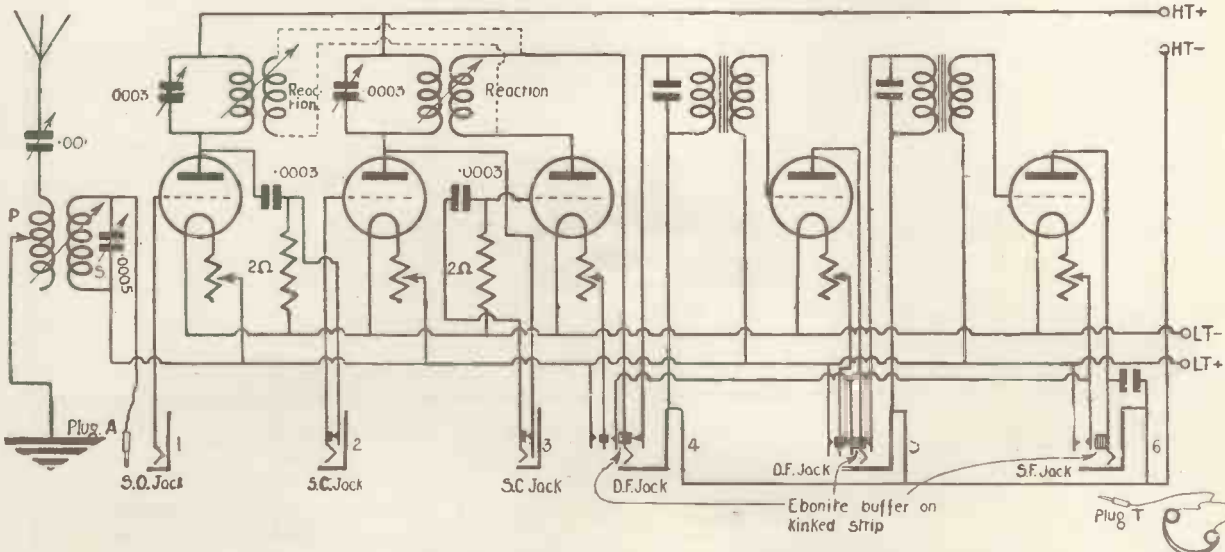 HT+
HT-
0003
Reac-
tion.
.0003
Reaction
.00
.0003
.0003
P
S
.0005
2Ω
2Ω
LT-
LT+
Plug. A
1
2
3
4
6
S.O.Jack
S.C.Jack
S.C Jack
D.F.Jack
D.F. Jack
S.F. Jack
Ebonite buffer on
kinked strip
Plug T